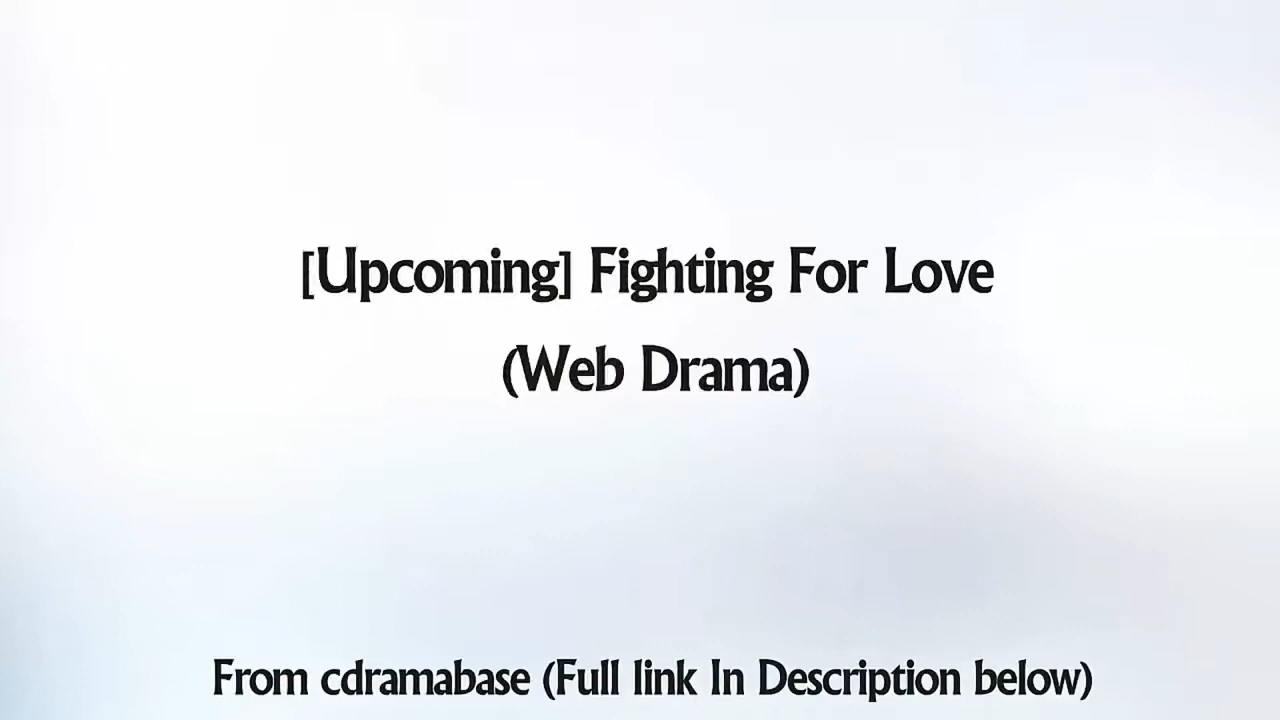 [Upcoming] Fighting For Love
(Web Drama)
From cdramabase (Full link In Description below)